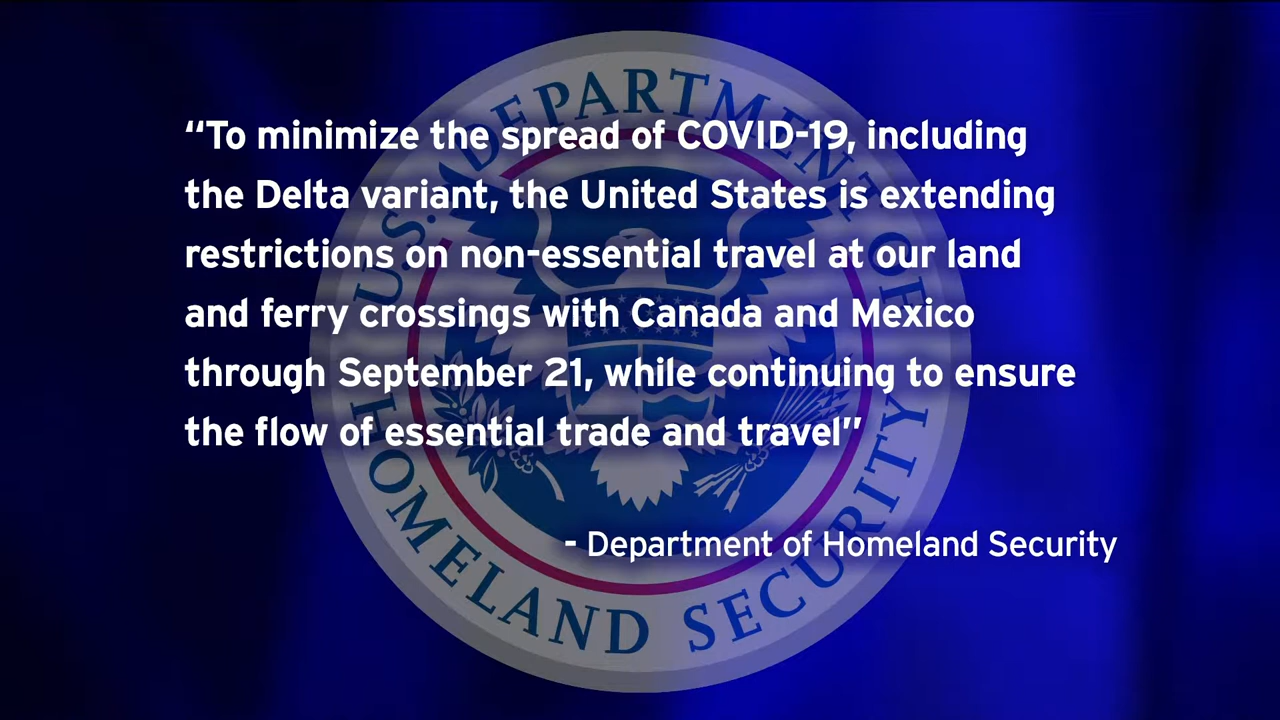 “To minimize the spread of COVID-19, including
the Delta variant, the United States is extending
restrictions on non-essential travel at our land
and ferry crossings with Canada and Mexico
through September 21, while continuing to ensure
the flow of essential trade and travel”
- Department of Homeland Security
U.S. DEPARTMENT OF
HOMELAND SECURITY